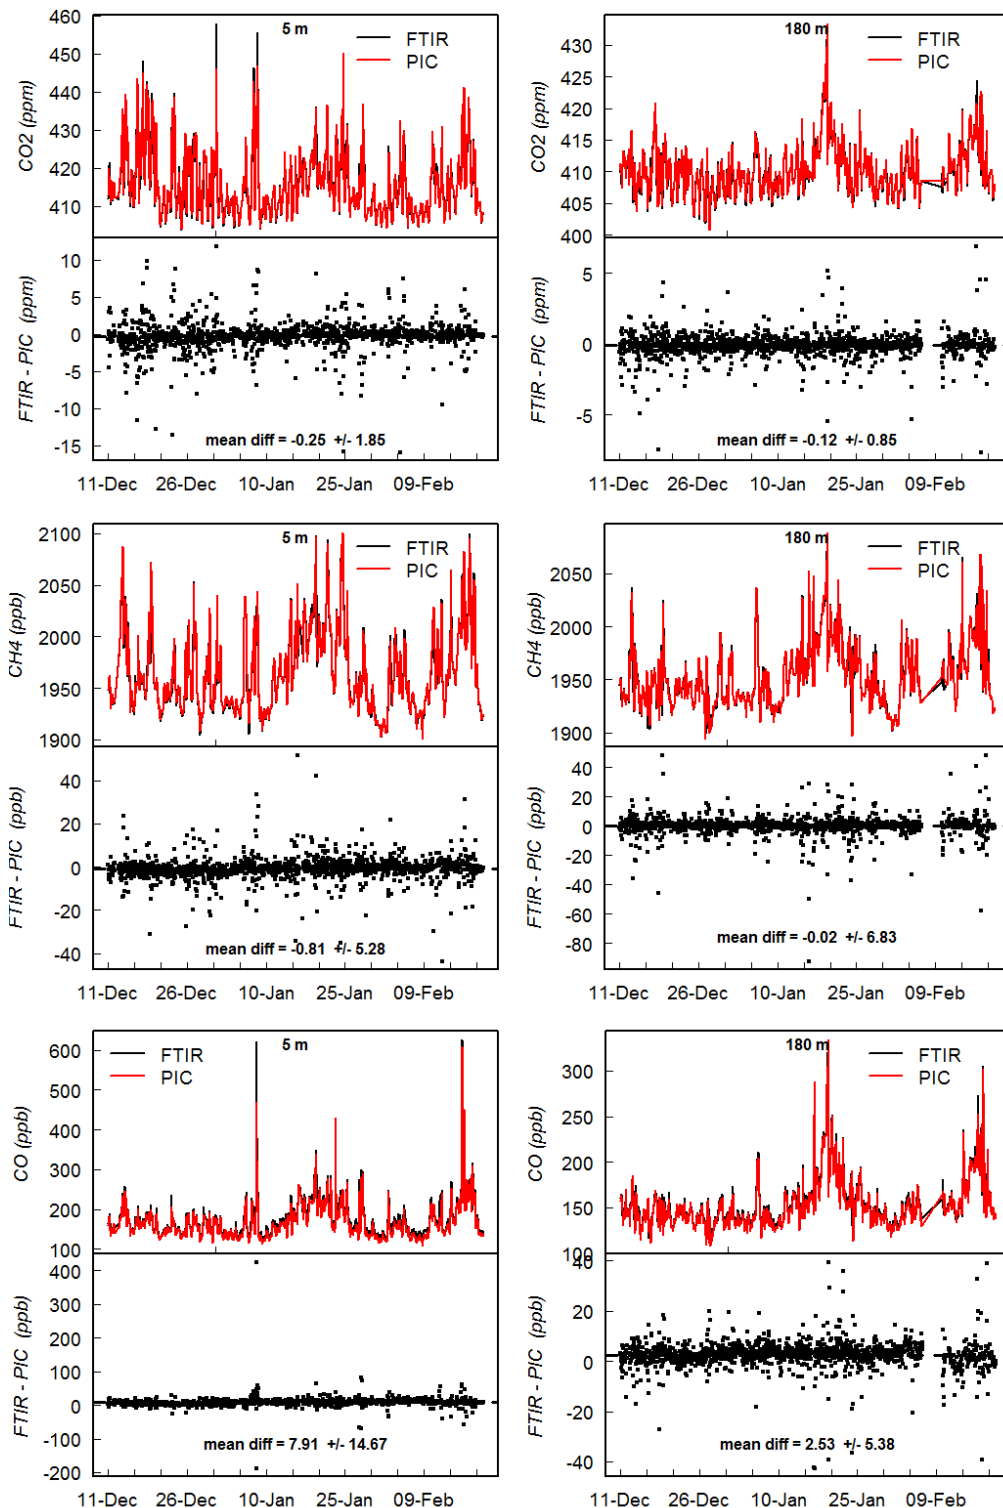 460
450
440
430
420
410
CO2 (ppm)
5 m
FTIR
PIC
10
5
0
-5
-10
-15
FTIR - PIC (ppm)
mean diff = -0.25 +/- 1.85
11-Dec 26-Dec 10-Jan 25-Jan 09-Feb
430
425
420
415
410
405
400
CO2 (ppm)
180 m
FTIR
PIC
5
0
-5
FTIR - PIC (ppm)
mean diff = -0.12 +/- 0.85
11-Dec 26-Dec 10-Jan 25-Jan 09-Feb
2100
2050
2000
1950
1900
CH4 (ppb)
5 m
FTIR
PIC
40
20
0
-20
-40
FTIR - PIC (ppb)
mean diff = -0.81 +/- 5.28
11-Dec 26-Dec 10-Jan 25-Jan 09-Feb
2050
2000
1950
1900
CH4 (ppb)
180 m
FTIR
PIC
40
20
0
-20
-40
-60
-80
FTIR - PIC (ppb)
mean diff = -0.02 +/- 6.83
11-Dec 26-Dec 10-Jan 25-Jan 09-Feb
600
500
400
300
200
100
CO (ppb)
5 m
FTIR
PIC
400
300
200
100
0
-100
-200
FTIR - PIC (ppb)
mean diff = 7.91 +/- 14.67
11-Dec 26-Dec 10-Jan 25-Jan 09-Feb
300
250
200
150
100
CO (ppb)
180 m
FTIR
PIC
40
20
0
-20
-40
FTIR - PIC (ppb)
mean diff = 2.53 +/- 5.38
11-Dec 26-Dec 10-Jan 25-Jan 09-Feb